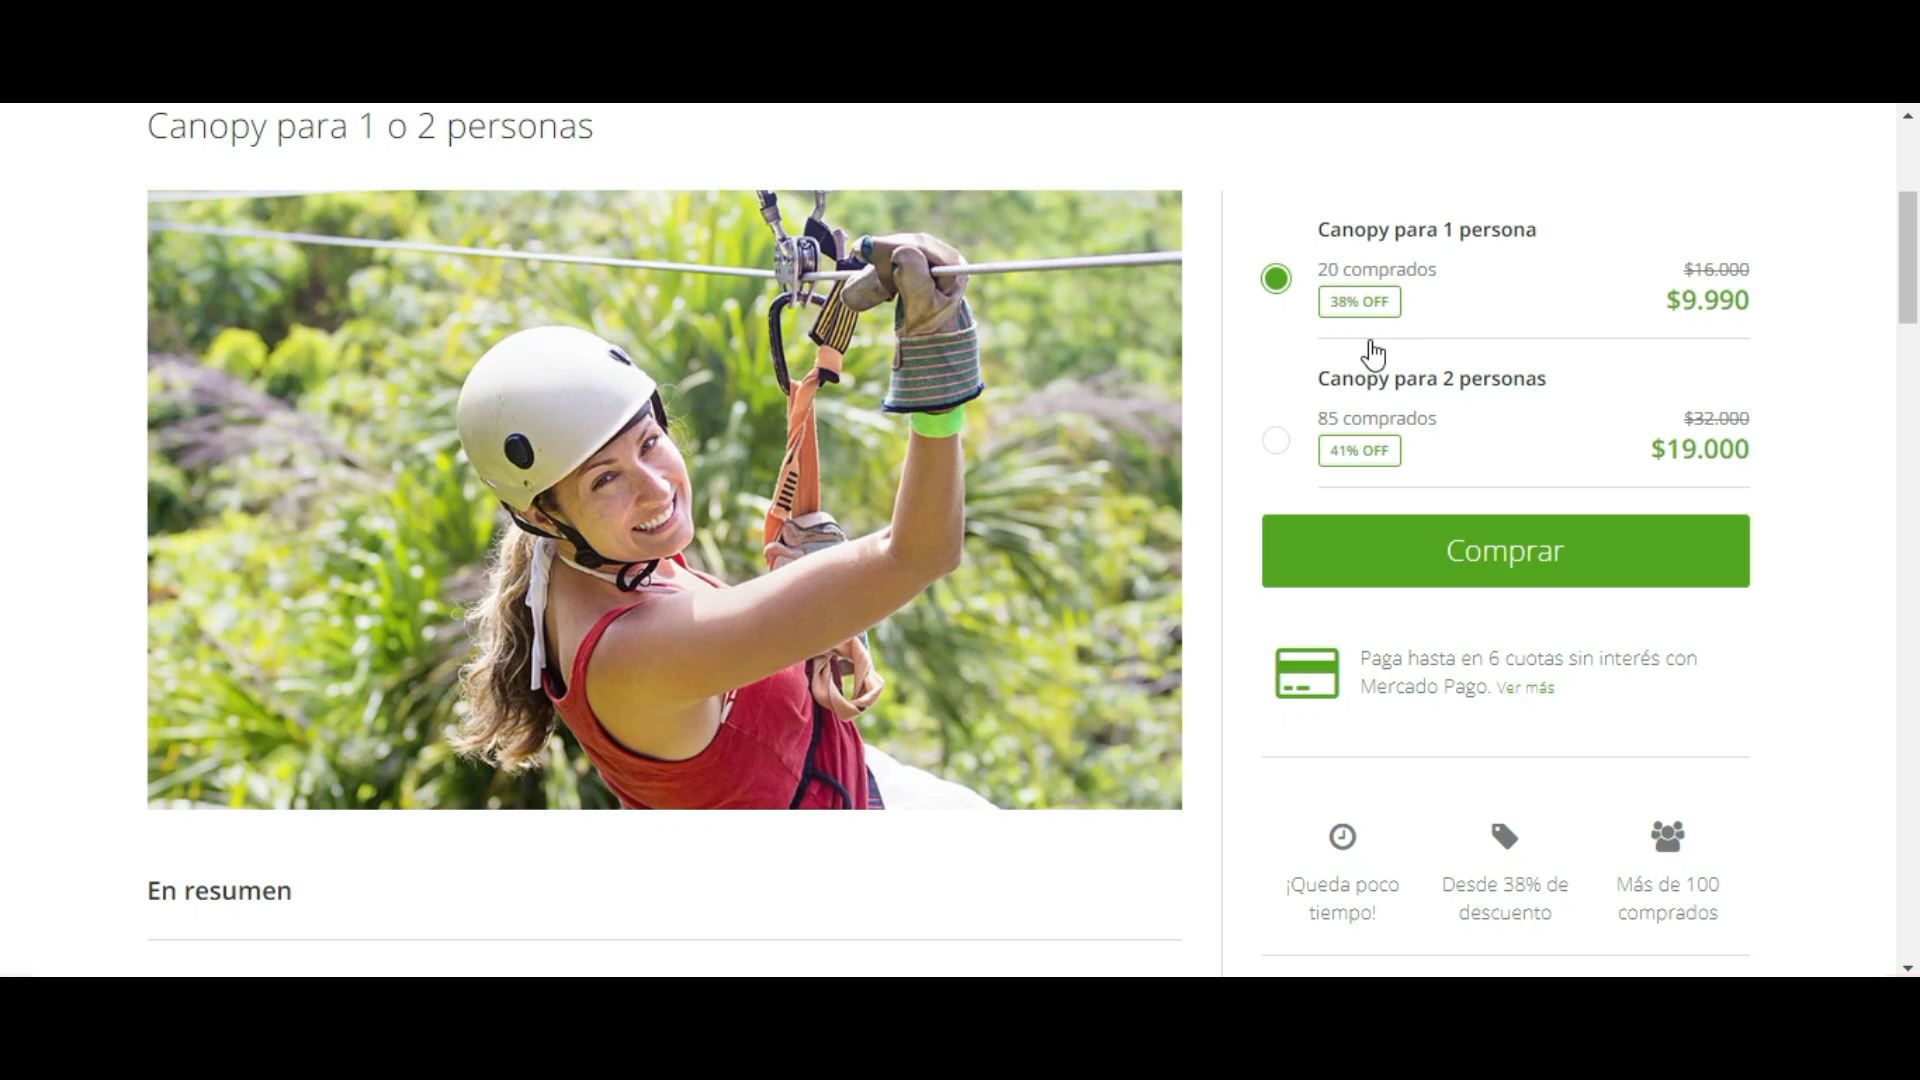 Canopy para 1 o 2 personas
Canopy para 1 persona
20 comprados
$16.000
38% OFF
$9.990
Canopy para 2 personas
85 comprados
$32.000
41% OFF
$19.000
Comprar
Paga hasta en 6 cuotas sin interés con
Mercado Pago. Ver más
¡Queda poco
tiempo!
Desde 38% de
descuento
Más de 100
comprados
En resumen